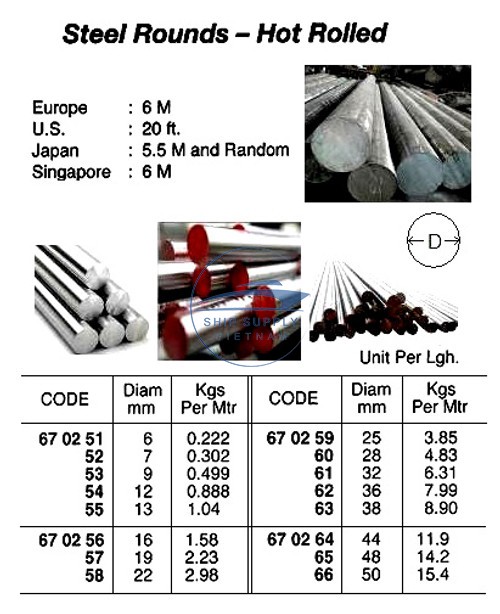 Steel Rounds – Hot Rolled
Europe : 6 M
U.S. : 20 ft.
Japan : 5.5 M and Random
Singapore : 6 M
D
SHIP SUPPLY
VIETNAM
Unit Per Lgh.
CODE Diam mm Kgs Per Mtr CODE Diam mm Kgs Per Mtr
67 02 51 6 0.222 67 02 59 25 3.85
52 7 0.302 60 28 4.83
53 9 0.499 61 32 6.31
54 12 0.888 62 36 7.99
55 13 1.04 63 38 8.90
67 02 56 16 1.58 67 02 64 44 11.9
57 19 2.23 65 48 14.2
58 22 2.98 66 50 15.4